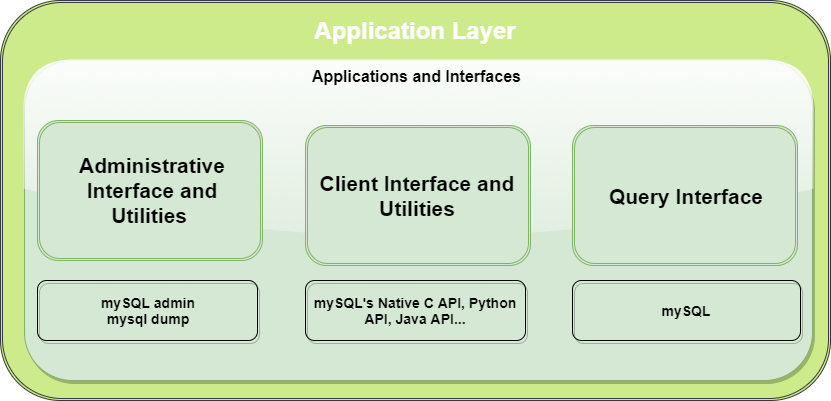 Application Layer
Applications and Interfaces
Administrative
Interface and
Utilities
Client Interface and
Utilities
Query Interface
mySQL admin
mysql dump
mySQL's Native C API, Python
API, Java API...
mySQL